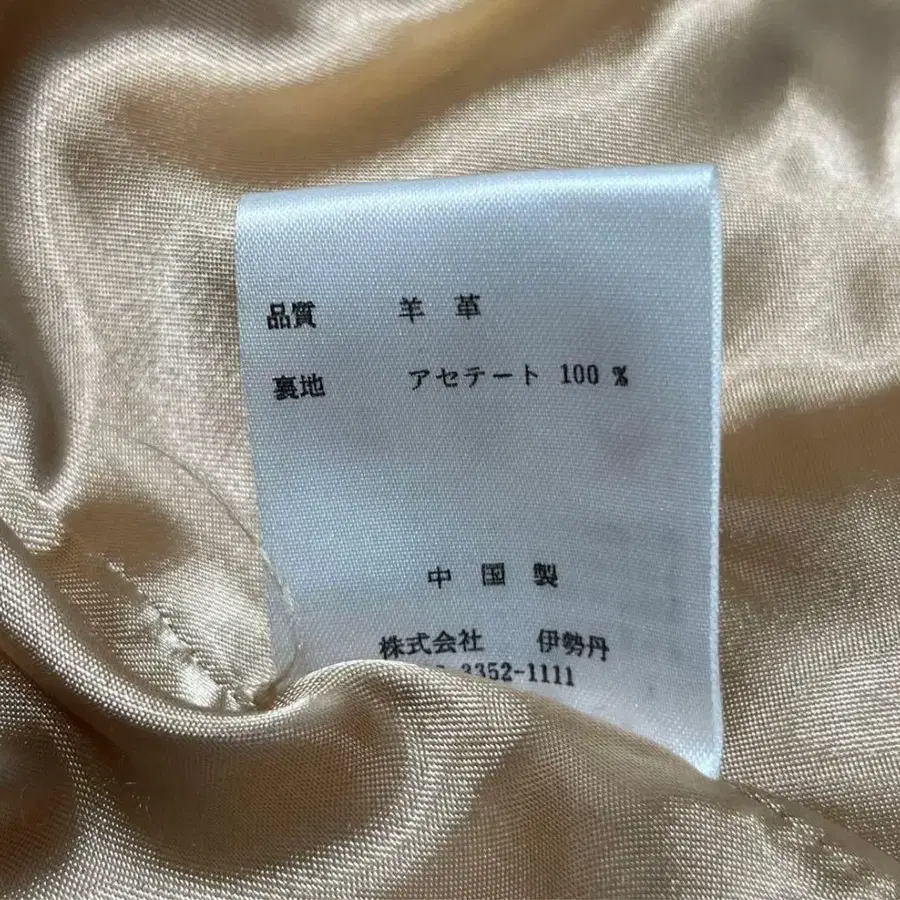 品質 羊革
裏地 アセテート 100 %
中国製
株式会社 伊勢丹
3352-1111